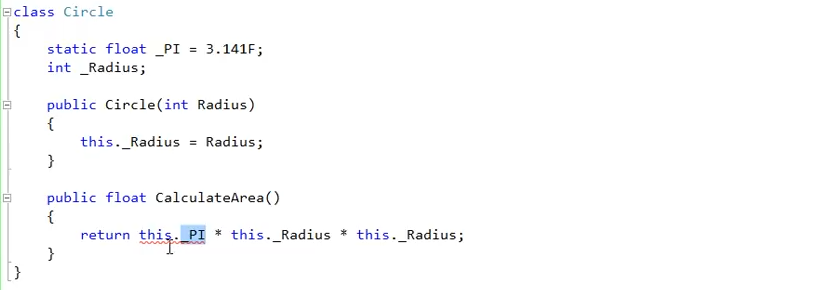 class Circle
{
static float _PI = 3.141F;
int _Radius;
public Circle(int Radius)
{
this._Radius = Radius;
}
public float CalculateArea()
{
return this._PI * this._Radius * this._Radius;
}
}